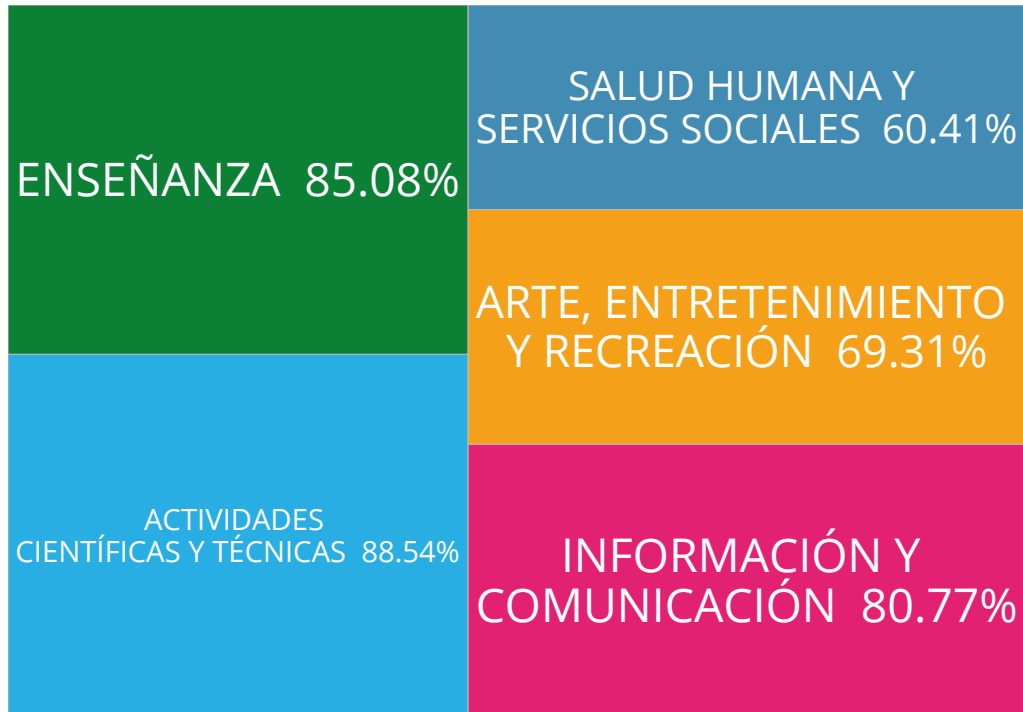 ENSEÑANZA 85.08%
ACTIVIDADES
CIENTÍFICAS Y TÉCNICAS 88.54%
SALUD HUMANA Y
SERVICIOS SOCIALES 60.41%
ARTE, ENTRETENIMIENTO
Y RECREACIÓN 69.31%
INFORMACIÓN Y
COMUNICACIÓN 80.77%